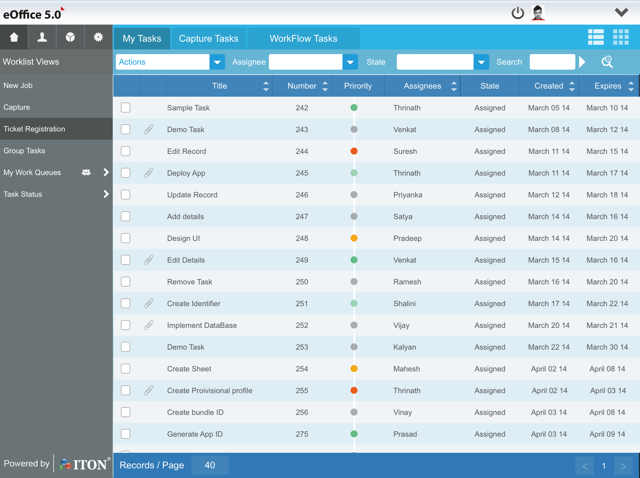 eOffice 5.0
My Tasks Capture Tasks WorkFlow Tasks
Worklist Views
Actions Assignee State Search
Title Number Pririority Assignees State Created Expires
New Job
Capture
Ticket Registration
Group Tasks
My Work Queues
Task Status
Sample Task 242 Thrinath Assigned March 05 14 March 10 14
Demo Task 243 Venkat Assigned March 08 14 March 12 14
Edit Record 244 Suresh Assigned March 11 14 March 15 14
Deploy App 245 Thrinath Assigned March 11 14 March 17 14
Update Record 246 Priyanka Assigned March 12 14 March 18 14
Add details 247 Satya Assigned March 14 14 March 16 14
Design UI 248 Pradeep Assigned March 14 14 March 20 14
Edit Details 249 Venkat Assigned March 15 14 March 16 14
Remove Task 250 Ramesh Assigned March 16 14 March 20 14
Create Identifier 251 Shalini Assigned March 17 14 March 22 14
Implement DataBase 252 Vijay Assigned March 20 14 March 21 14
Demo Task 253 Kalyan Assigned March 22 14 March 30 14
Create Sheet 254 Mahesh Assigned April 02 14 April 08 14
Create Proivisional profile 255 Thrinath Assigned April 02 14 April 03 14
Create bundle ID 256 Vinay Assigned April 03 14 April 08 14
Generate App ID 275 Prasad Assigned April 03 14 April 09 14
Powered by ITON®
Records / Page 40 < 1 >